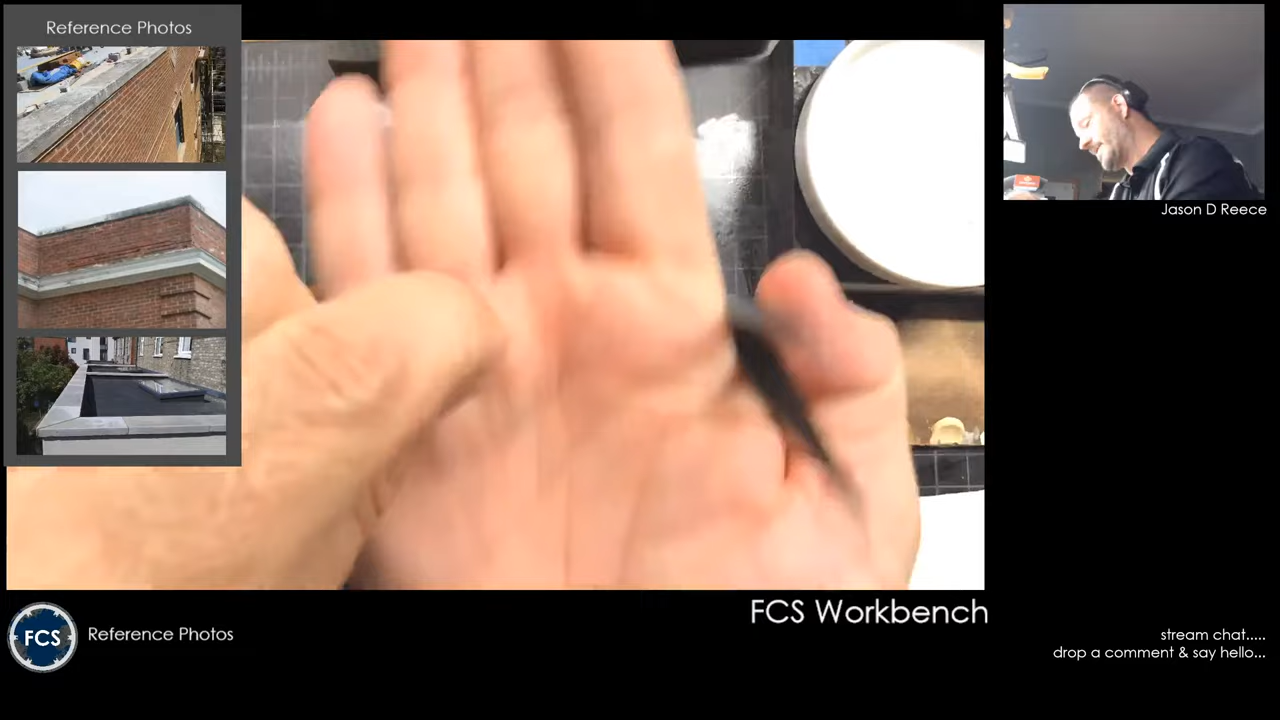 Reference Photos
Jason D Reece
FCS Workbench
FCS
Reference Photos
stream chat.....
drop a comment & say hello...